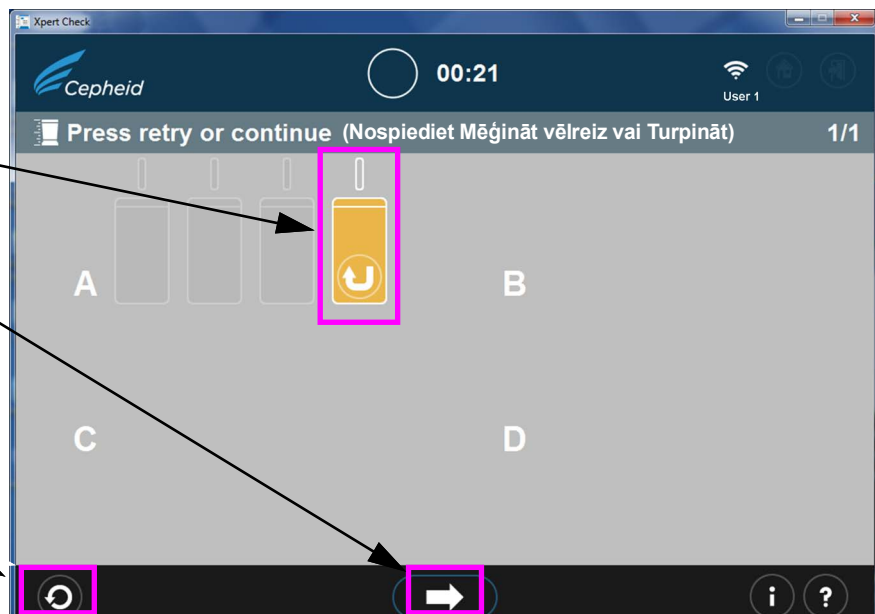 Xpert Check
Cepheid
00:21
User 1
Press retry or continue (Nospiediet Mēģināt vēlreiz vai Turpināt) 1/1
A
B
C
D
i ?